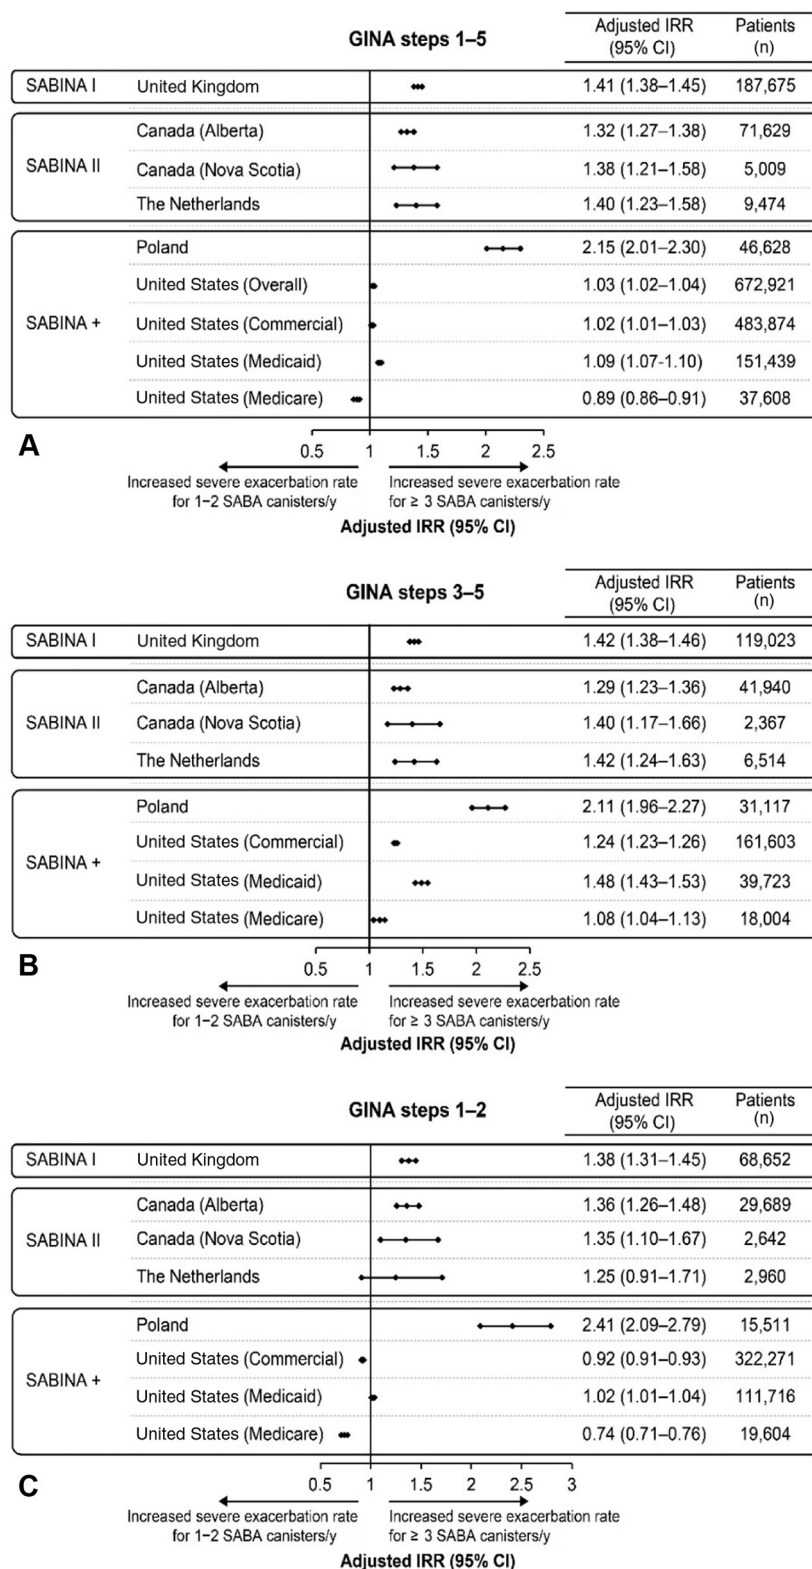 GINA steps 1–5
Adjusted IRR (95% CI)
Patients (n)
SABINA I United Kingdom 1.41 (1.38–1.45) 187,675
SABINA II
Canada (Alberta) 1.32 (1.27–1.38) 71,629
Canada (Nova Scotia) 1.38 (1.21–1.58) 5,009
The Netherlands 1.40 (1.23–1.58) 9,474
SABINA +
Poland 2.15 (2.01–2.30) 46,628
United States (Overall) 1.03 (1.02–1.04) 672,921
United States (Commercial) 1.02 (1.01–1.03) 483,874
United States (Medicaid) 1.09 (1.07-1.10) 151,439
United States (Medicare) 0.89 (0.86–0.91) 37,608
A
0.5 1 1.5 2 2.5
Increased severe exacerbation rate
for 1–2 SABA canisters/y
Increased severe exacerbation rate
for ≥ 3 SABA canisters/y
Adjusted IRR (95% CI)
GINA steps 3–5
Adjusted IRR (95% CI)
Patients (n)
SABINA I United Kingdom 1.42 (1.38–1.46) 119,023
SABINA II
Canada (Alberta) 1.29 (1.23–1.36) 41,940
Canada (Nova Scotia) 1.40 (1.17–1.66) 2,367
The Netherlands 1.42 (1.24–1.63) 6,514
SABINA +
Poland 2.11 (1.96–2.27) 31,117
United States (Commercial) 1.24 (1.23–1.26) 161,603
United States (Medicaid) 1.48 (1.43–1.53) 39,723
United States (Medicare) 1.08 (1.04–1.13) 18,004
B
0.5 1 1.5 2 2.5
Increased severe exacerbation rate
for 1–2 SABA canisters/y
Increased severe exacerbation rate
for ≥ 3 SABA canisters/y
Adjusted IRR (95% CI)
GINA steps 1–2
Adjusted IRR (95% CI)
Patients (n)
SABINA I United Kingdom 1.38 (1.31–1.45) 68,652
SABINA II
Canada (Alberta) 1.36 (1.26–1.48) 29,689
Canada (Nova Scotia) 1.35 (1.10–1.67) 2,642
The Netherlands 1.25 (0.91–1.71) 2,960
SABINA +
Poland 2.41 (2.09–2.79) 15,511
United States (Commercial) 0.92 (0.91–0.93) 322,271
United States (Medicaid) 1.02 (1.01–1.04) 111,716
United States (Medicare) 0.74 (0.71–0.76) 19,604
C
0.5 1 1.5 2 2.5 3
Increased severe exacerbation rate
for 1–2 SABA canisters/y
Increased severe exacerbation rate
for ≥ 3 SABA canisters/y
Adjusted IRR (95% CI)